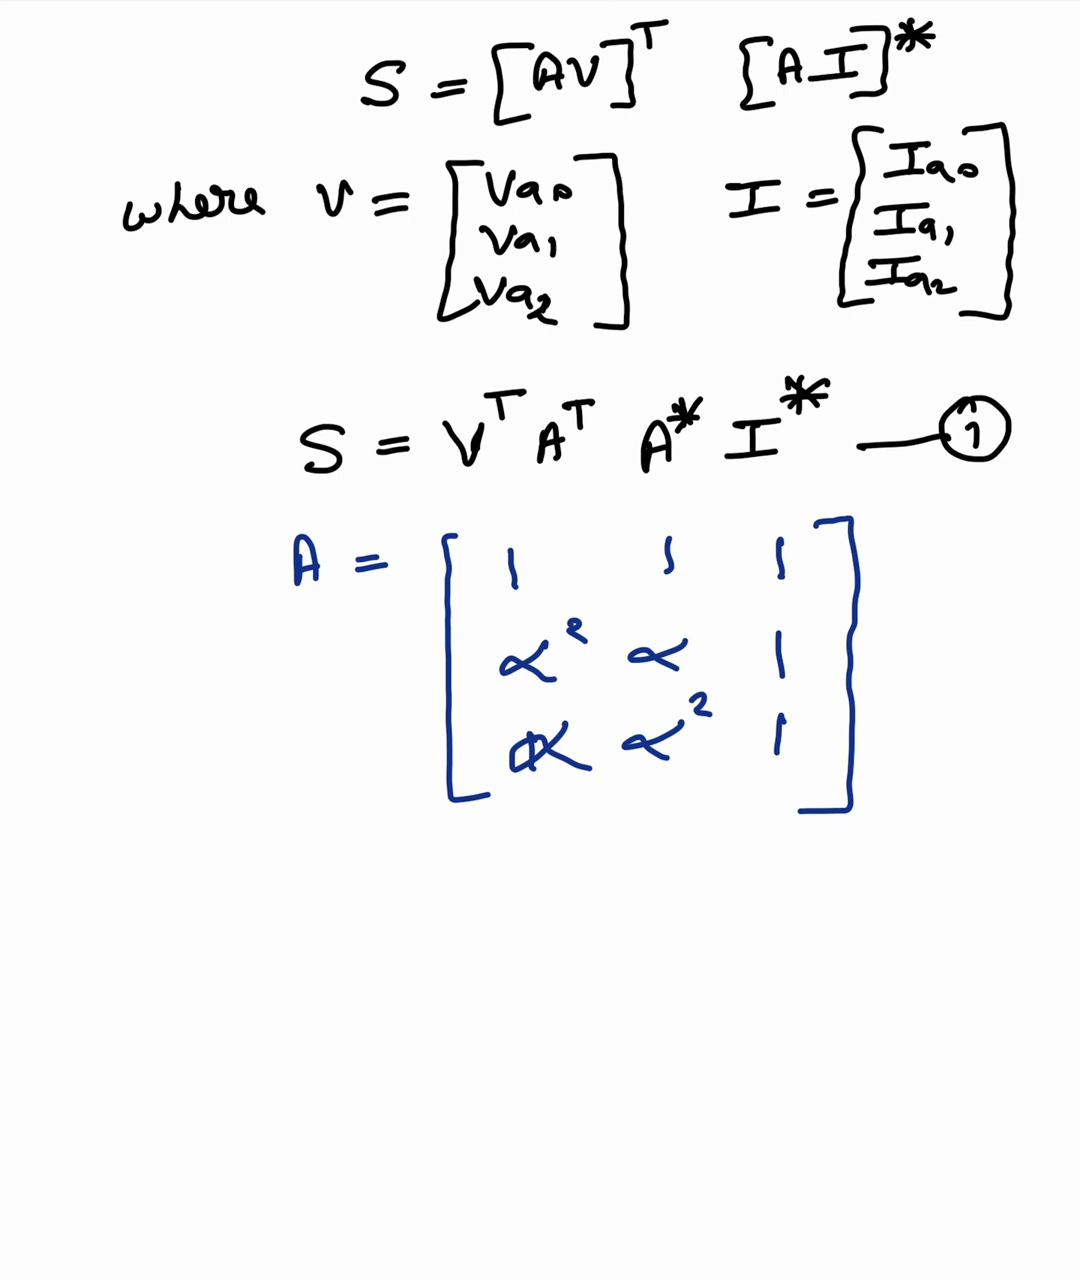 S = [AV]^T [AI]^*
where V = [Va0 Va1 Va2] I = [Ia0 Ia1 Ia2]
S = V^T A^T A^* I^* — ①
A = [1 1 1
α² α 1
α α² 1]